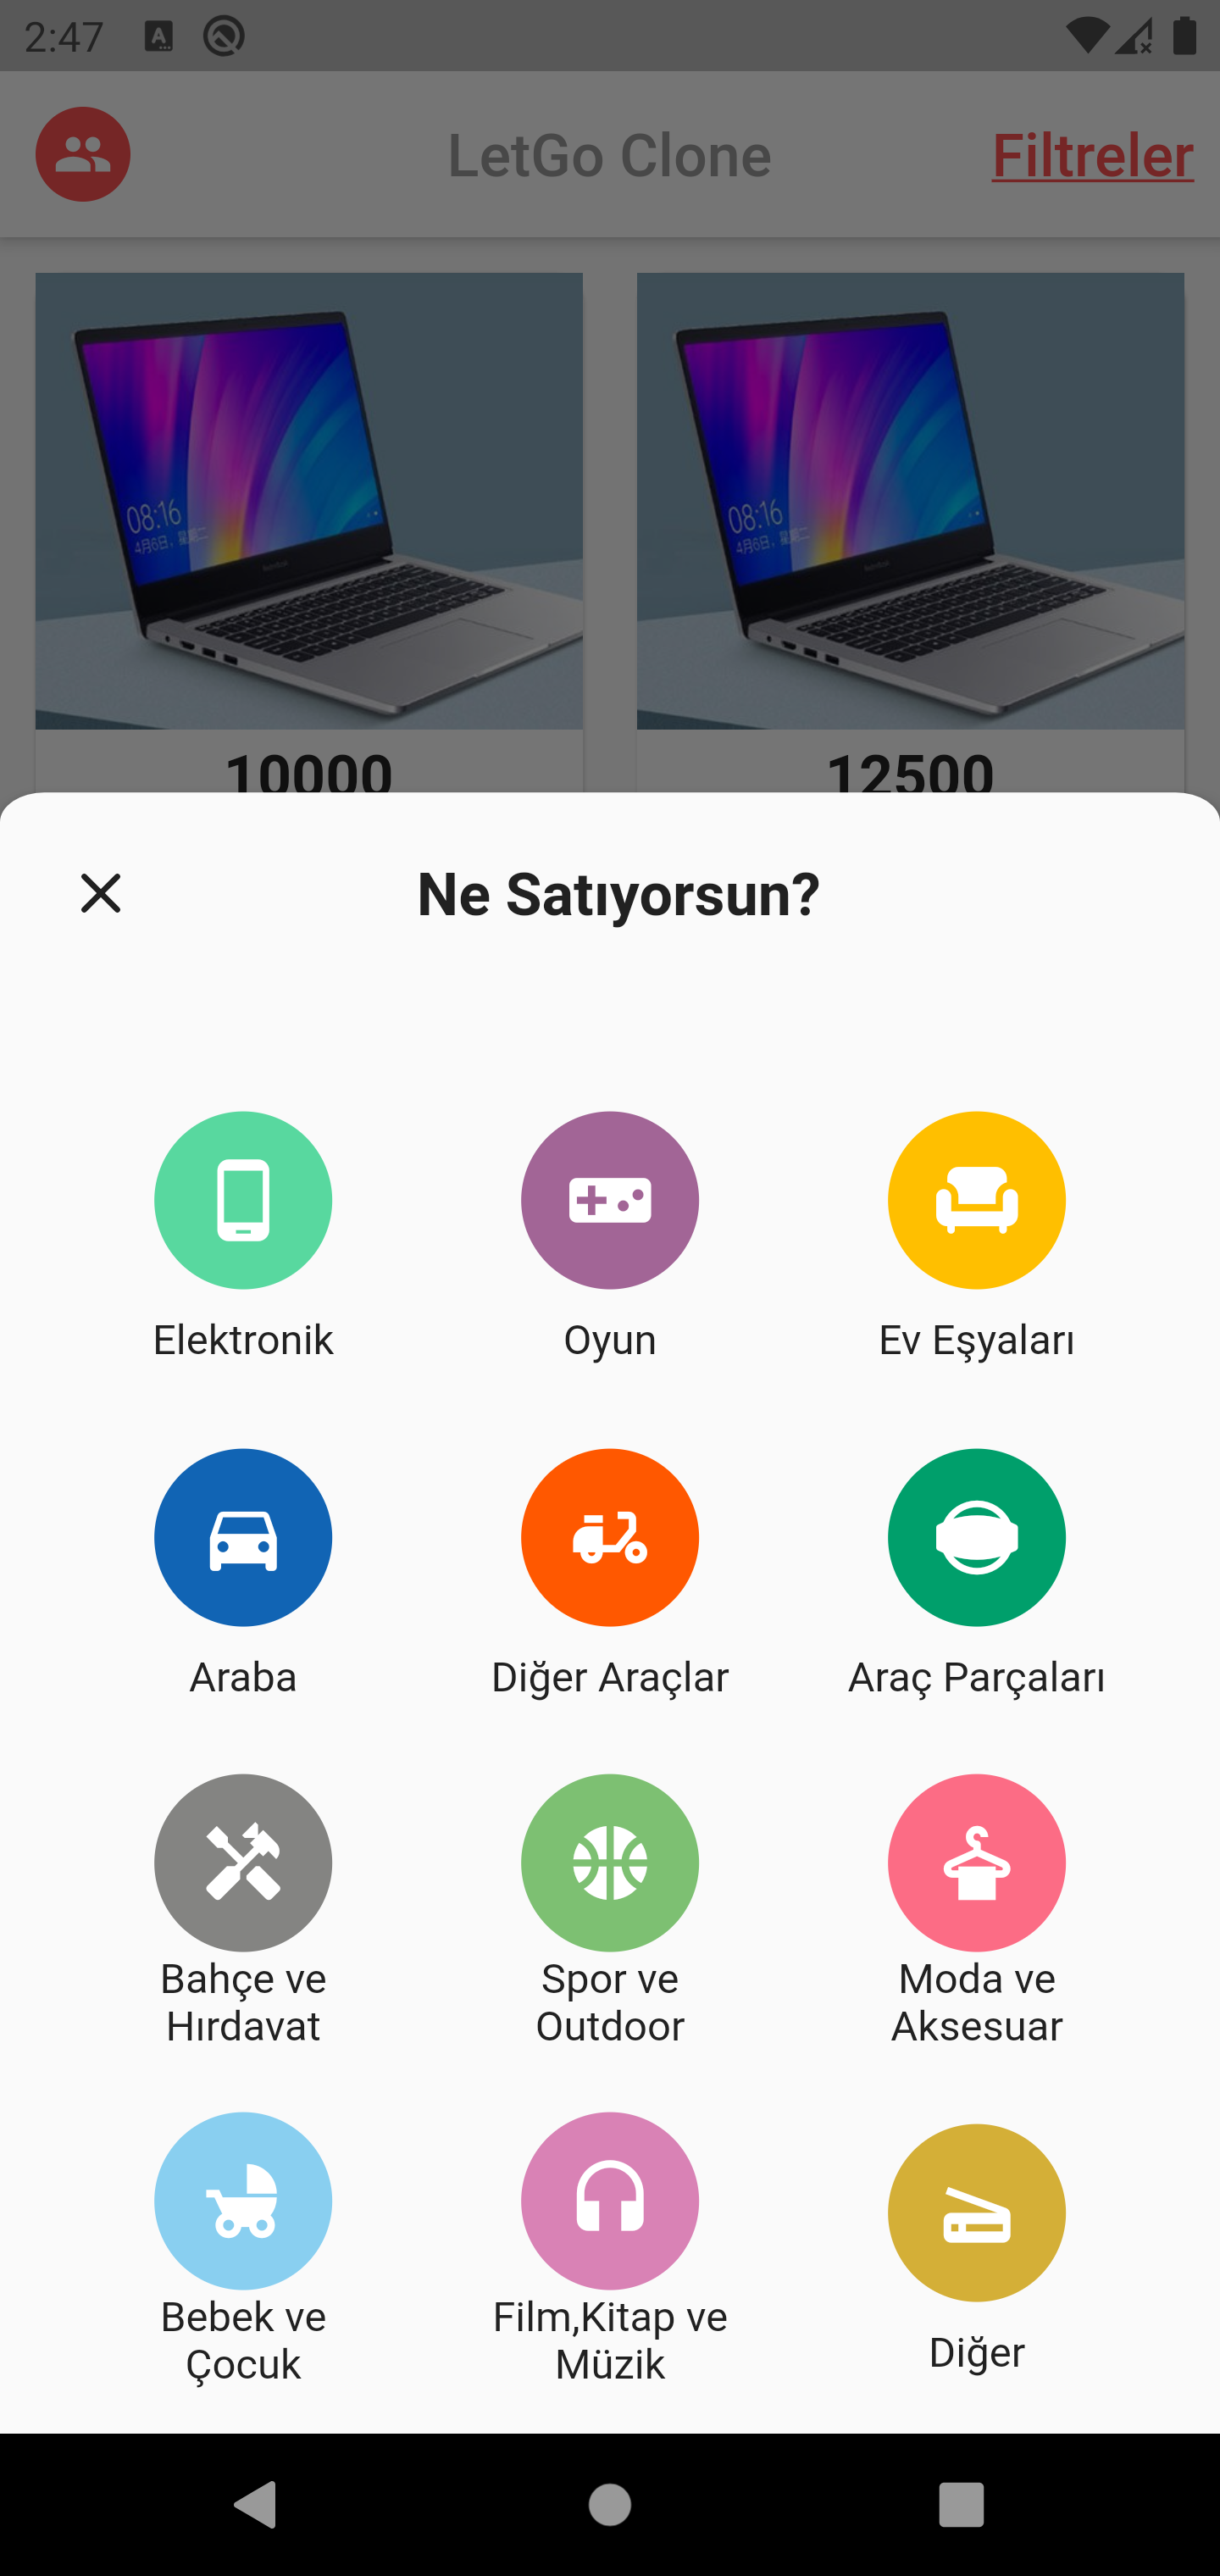 2:47
LetGo Clone
Filtreler
08:16
08:16
10000
12500
Ne Satıyorsun?
Elektronik
Oyun
Ev Eşyaları
Araba
Diğer Araçlar
Araç Parçaları
Bahçe ve
Hırdavat
Spor ve
Outdoor
Moda ve
Aksesuar
Bebek ve
Çocuk
Film,Kitap ve
Müzik
Diğer